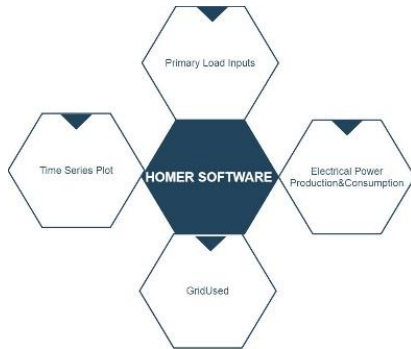 Primary Load Inputs
Time Series Plot
HOMER SOFTWARE
Electrical Power
Production&Consumption
GridUsed